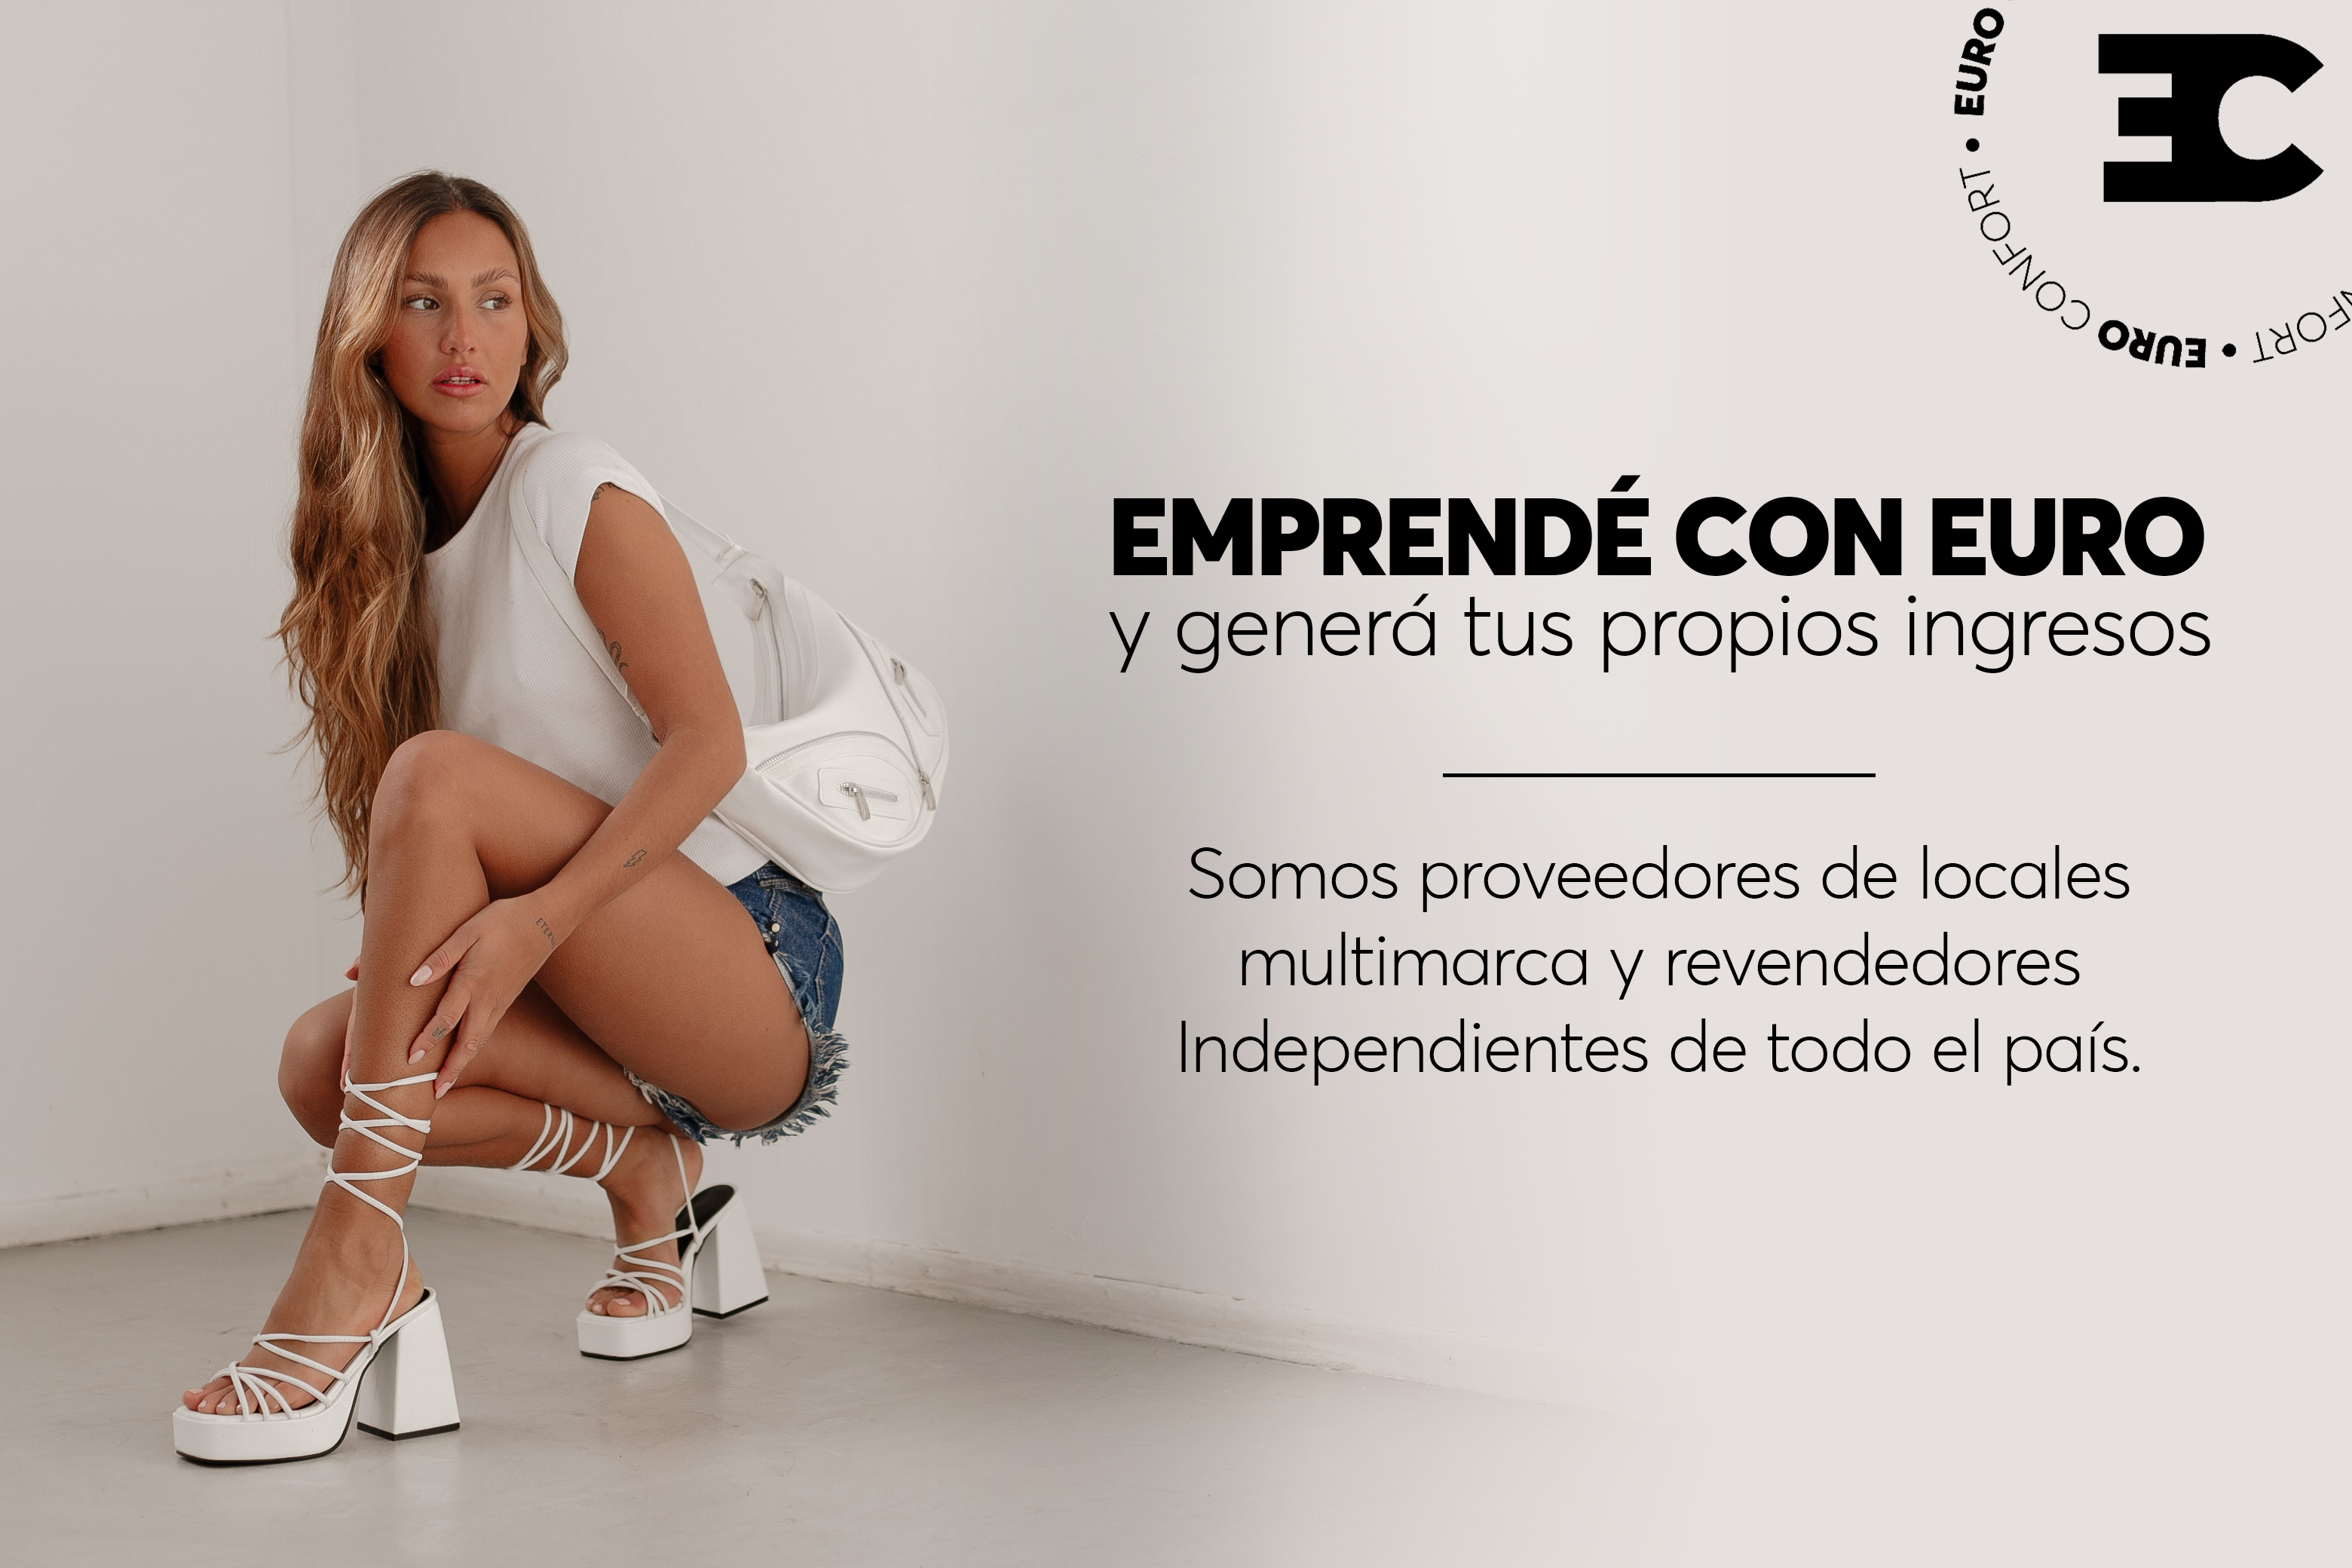 EURO
CONFORT • EURO
EC
EURO CONFORT •
EMPRENDÉ CON EURO
y generá tus propios ingresos
Somos proveedores de locales
multimarca y revendedores
Independientes de todo el país.